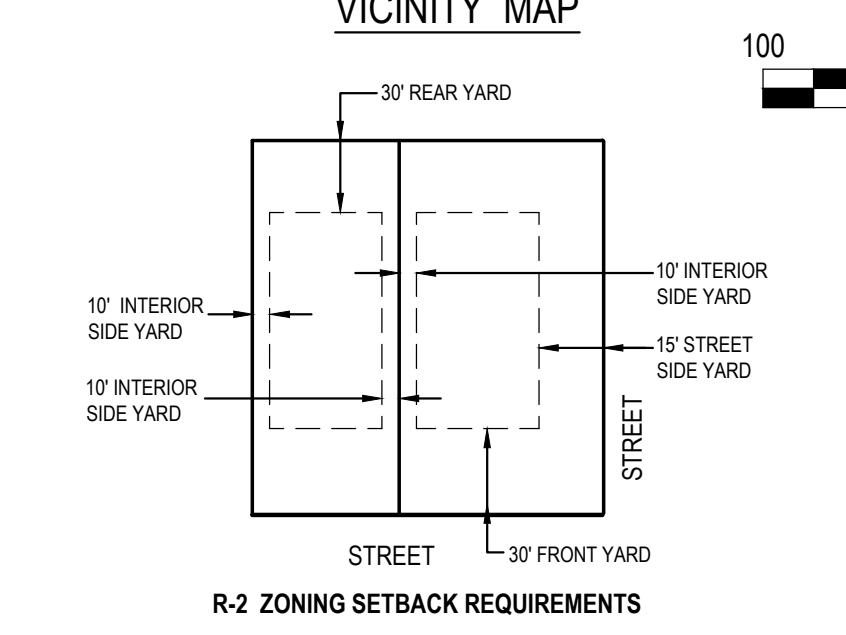 VICINITY MAP
100
30' REAR YARD
10' INTERIOR
SIDE YARD
10' INTERIOR
SIDE YARD
15' STREET
SIDE YARD
10' INTERIOR
SIDE YARD
STREET
STREET
30' FRONT YARD
R-2 ZONING SETBACK REQUIREMENTS